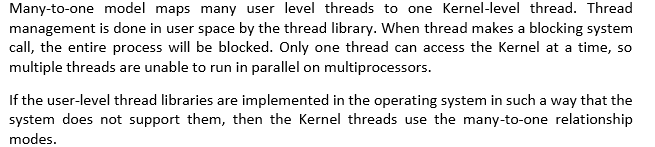 Many-to-one model maps many user level threads to one Kernel-level thread. Thread
management is done in user space by the thread library. When thread makes a blocking system
call, the entire process will be blocked. Only one thread can access the Kernel at a time, so
multiple threads are unable to run in parallel on multiprocessors.
If the user-level thread libraries are implemented in the operating system in such a way that the
system does not support them, then the Kernel threads use the many-to-one relationship
modes.